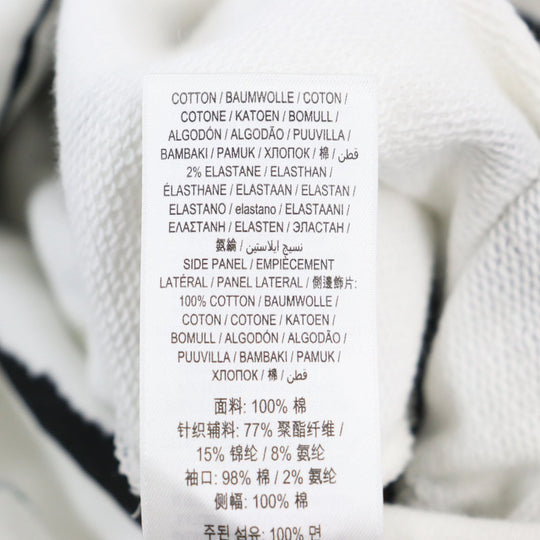 COTTON / BAUMWOLLE / COTON /
COTONE / KATOEN / BOMULL /
ALGODÓN / ALGODÃO / PUUVILLA /
BAMBAKI / PAMUK / ХЛОПОК / 棉 / قطن /
2% ELASTANE / ELASTHAN /
ÉLASTHANE / ELASTAAN / ELASTAN /
ELASTANO / elastano / ELASTAANI /
ΕΛΑΣΤΑΝΗ / ELASTEN / ЭЛАСТАН /
氨綸 / نسيج ايلاستين /
SIDE PANEL / EMPIÈCEMENT
LATÉRAL / PANEL LATERAL / 側邊飾片:
100% COTTON / BAUMWOLLE /
COTON / COTONE / KATOEN /
BOMULL / ALGODÓN / ALGODÃO /
PUUVILLA / BAMBAKI / PAMUK /
ХЛОПОК / 棉 / قطن /
面料: 100% 棉
针织辅料: 77% 聚酯纤维 /
15% 锦纶 / 8% 氨纶
袖口: 98% 棉 / 2% 氨纶
侧幅: 100% 棉
주된 섬유: 100% 면